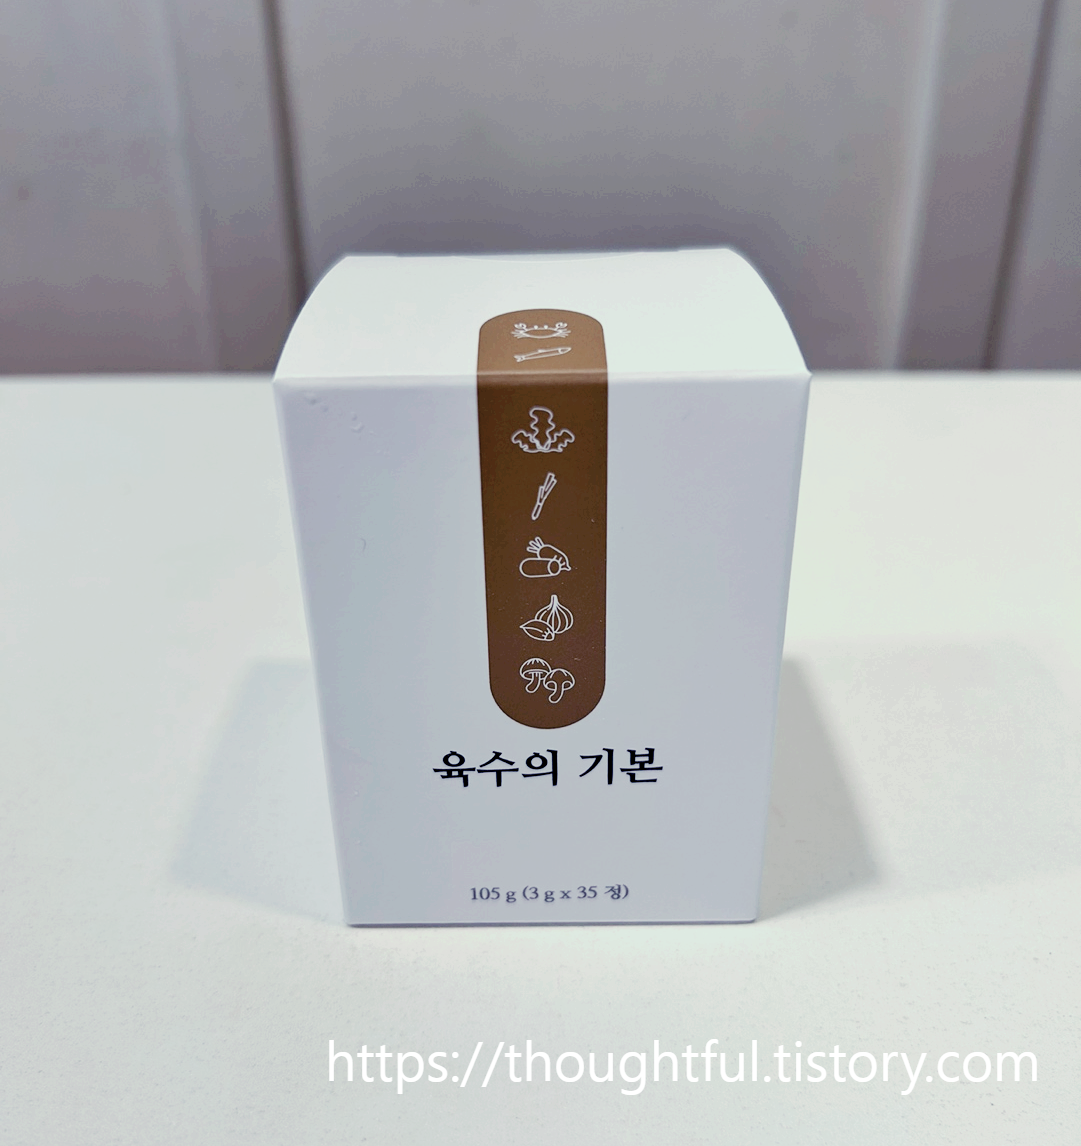 육수의 기본
105 g (3 g x 35 정)
https://thoughtful.tistory.com